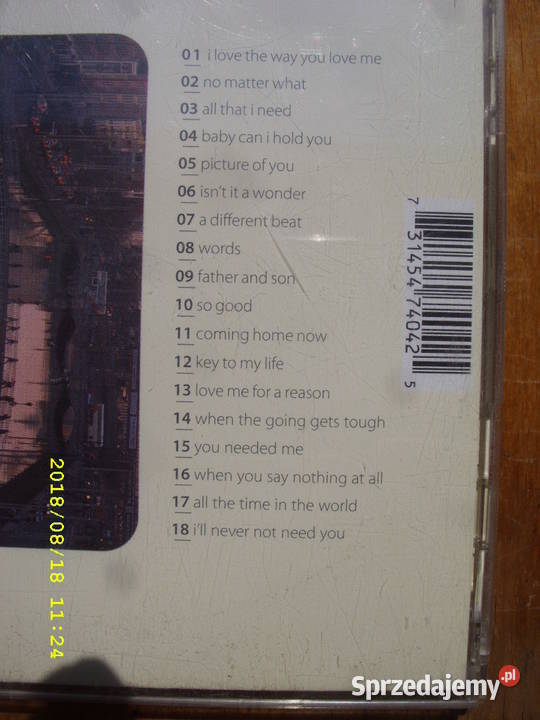 01 i love the way you love me
02 no matter what
03 all that i need
04 baby can i hold you
05 picture of you
06 isn't it a wonder
07 a different beat
08 words
09 father and son
10 so good
11 coming home now
12 key to my life
13 love me for a reason
14 when the going gets tough
15 you needed me
16 when you say nothing at all
17 all the time in the world
18 i'll never not need you
7 31454 74042 5
2018/08/18 11:24
Sprzedajemy.pl